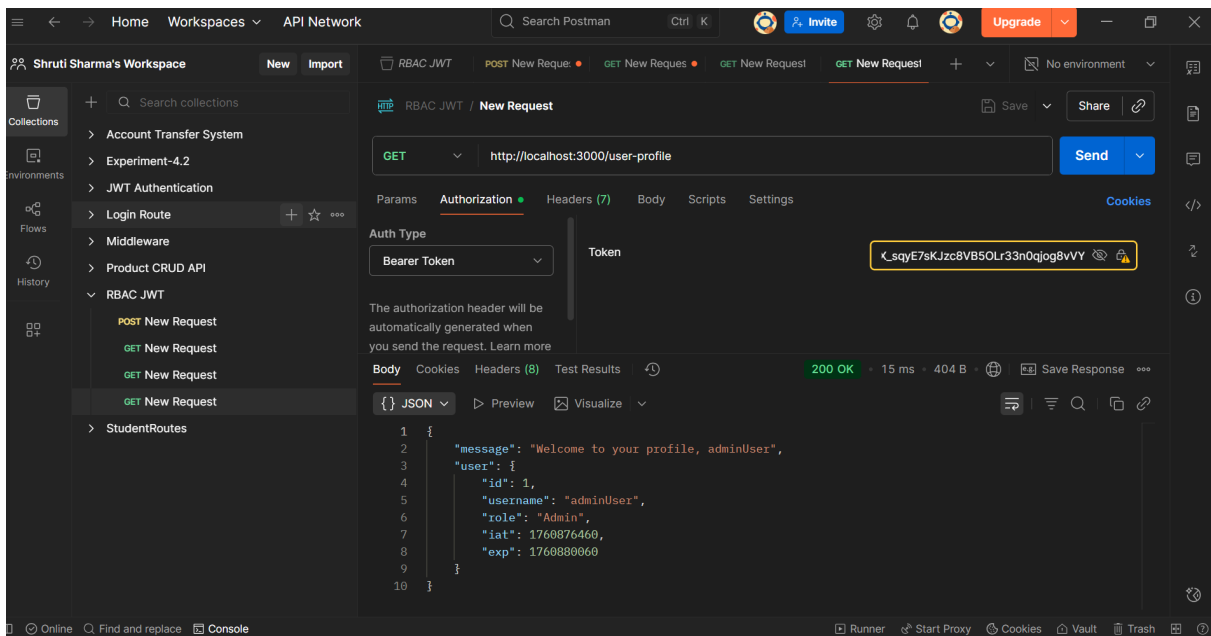 Home Workspaces API Network Search Postman Ctrl K Invite Upgrade
Shruti Sharma's Workspace New Import
RBAC JWT POST New Reque: GET New Reques GET New Request GET New Request No environment
Collections
Environments
Flows
History
Search collections
Account Transfer System
Experiment-4.2
JWT Authentication
Login Route
Middleware
Product CRUD API
RBAC JWT
POST New Request
GET New Request
GET New Request
GET New Request
StudentRoutes
HTTP RBAC JWT / New Request Save Share
GET http://localhost:3000/user-profile Send
Params Authorization Headers (7) Body Scripts Settings Cookies
Auth Type
Bearer Token
Token
_sqyE7sKJzc8VB5OLr33n0qjog8vVY
The authorization header will be
automatically generated when
you send the request. Learn more
Body Cookies Headers (8) Test Results 200 OK 15 ms 404 B e.g. Save Response
{} JSON Preview Visualize
1 {
2 "message": "Welcome to your profile, adminUser",
3 "user": {
4 "id": 1,
5 "username": "adminUser",
6 "role": "Admin",
7 "iat": 1760876460,
8 "exp": 1760880060
9 }
10 }
Online Find and replace Console Runner Start Proxy Cookies Vault Trash